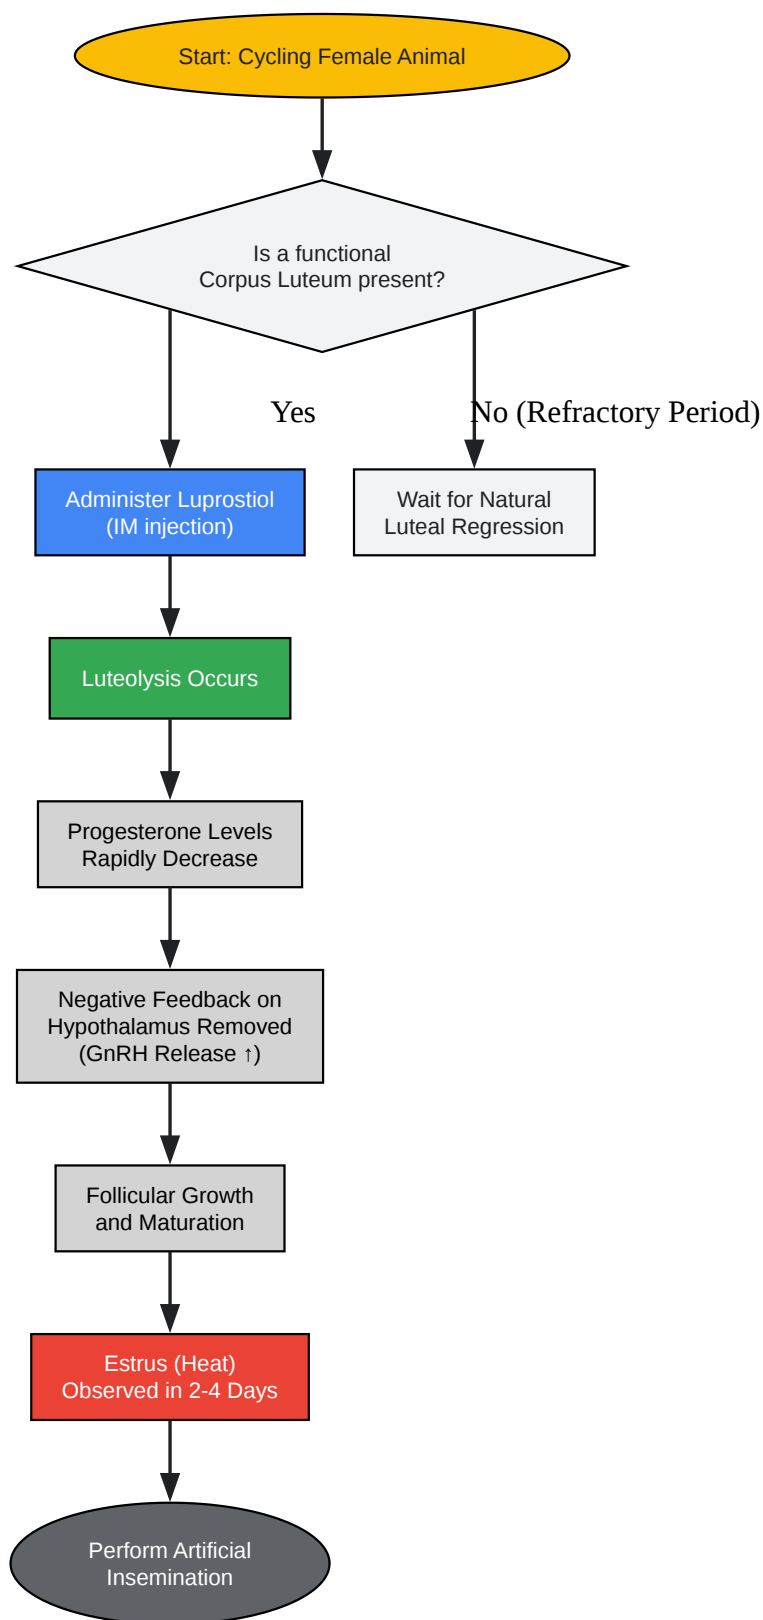 Start: Cycling Female Animal
Is a functional
Corpus Luteum present?
Yes
No (Refractory Period)
Administer Luprostiol
(IM injection)
Wait for Natural
Luteal Regression
Luteolysis Occurs
Progesterone Levels
Rapidly Decrease
Negative Feedback on
Hypothalamus Removed
(GnRH Release ↑)
Follicular Growth
and Maturation
Estrus (Heat)
Observed in 2-4 Days
Perform Artificial
Insemination